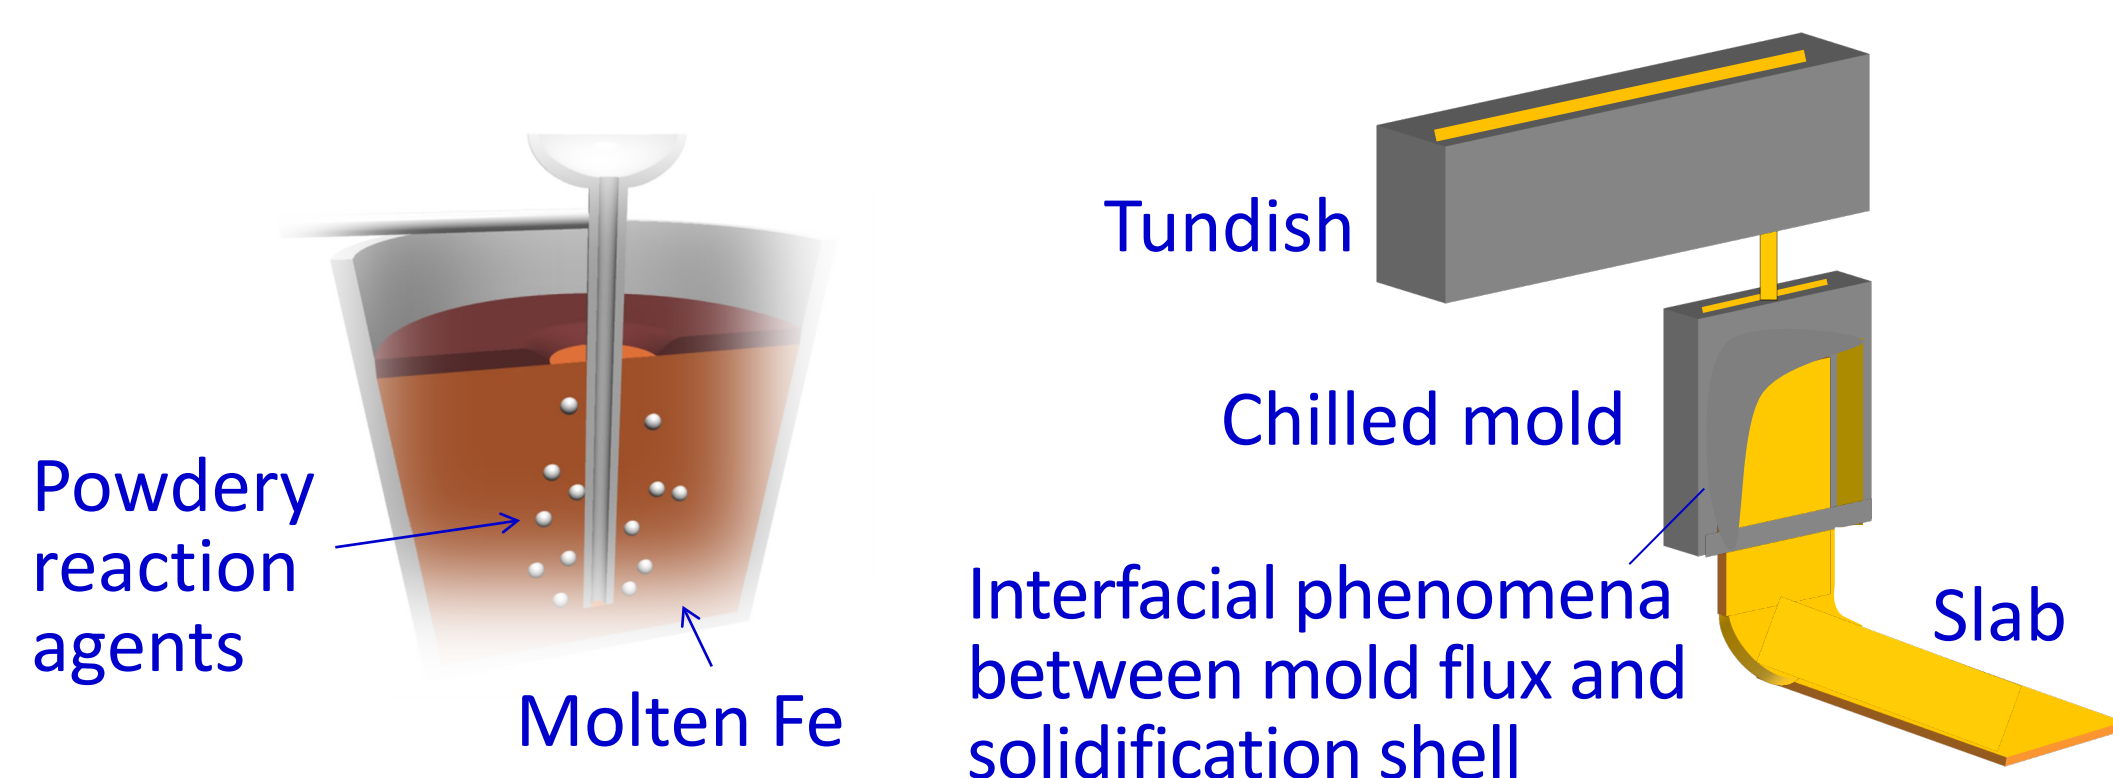 Powdery
reaction
agents
Molten Fe
Tundish
Chilled mold
Interfacial phenomena
between mold flux and
solidification shell
Slab